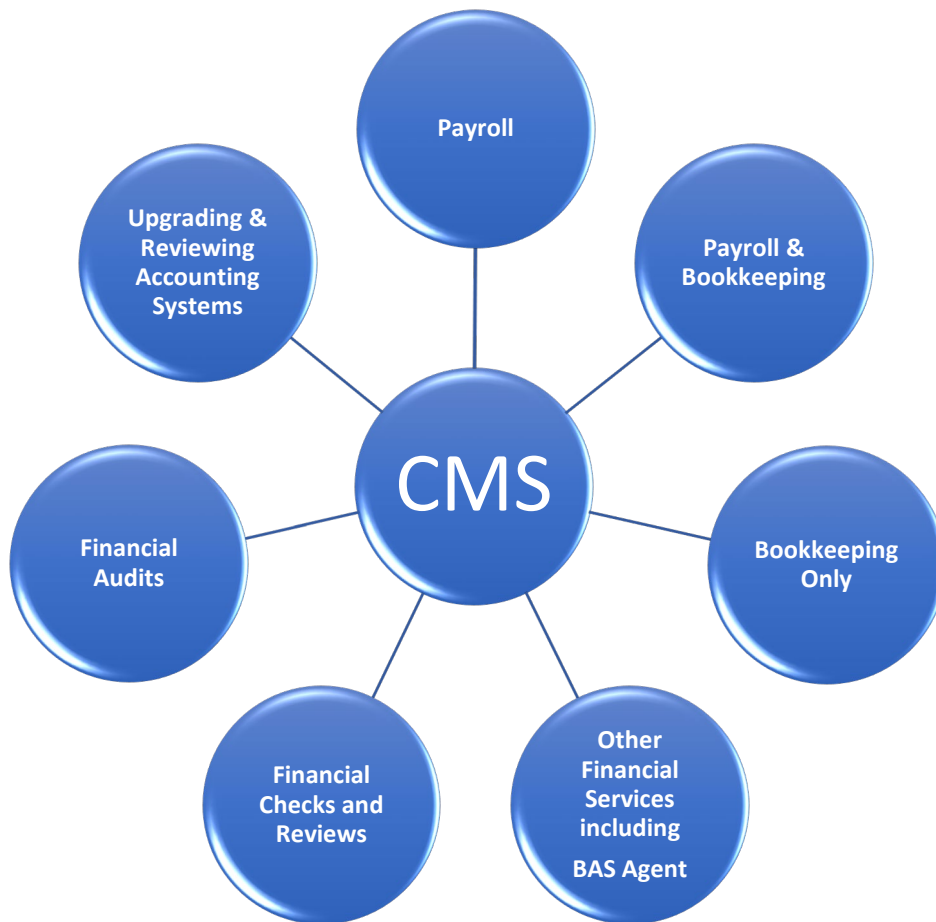 Payroll
Upgrading &
Reviewing
Accounting
Systems
Payroll &
Bookkeeping
CMS
Financial
Audits
Bookkeeping
Only
Financial
Checks and
Reviews
Other
Financial
Services
including
BAS Agent